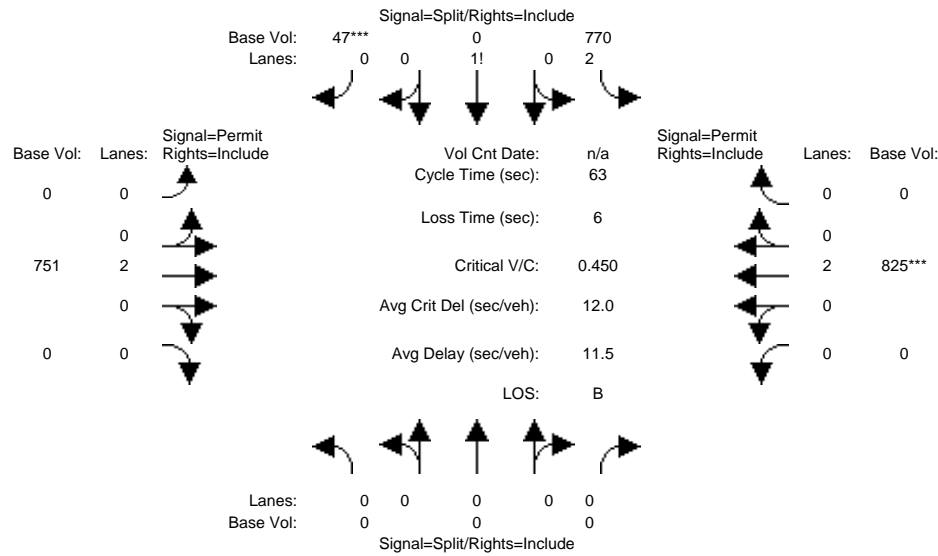 Signal=Split/Rights=Include
Base Vol: 47*** 0 770
Lanes: 0 0 1! 0 2
Signal=Permit
Base Vol: Lanes: Rights=Include
0 0
0
751 2
0
0 0
Vol Cnt Date: n/a
Cycle Time (sec): 63
Loss Time (sec): 6
Critical V/C: 0.450
Avg Crit Del (sec/veh): 12.0
Avg Delay (sec/veh): 11.5
LOS: B
Signal=Permit
Rights=Include Lanes: Base Vol:
0 0
0
2 825***
0
0 0
Lanes: 0 0 0 0 0
Base Vol: 0 0 0
Signal=Split/Rights=Include